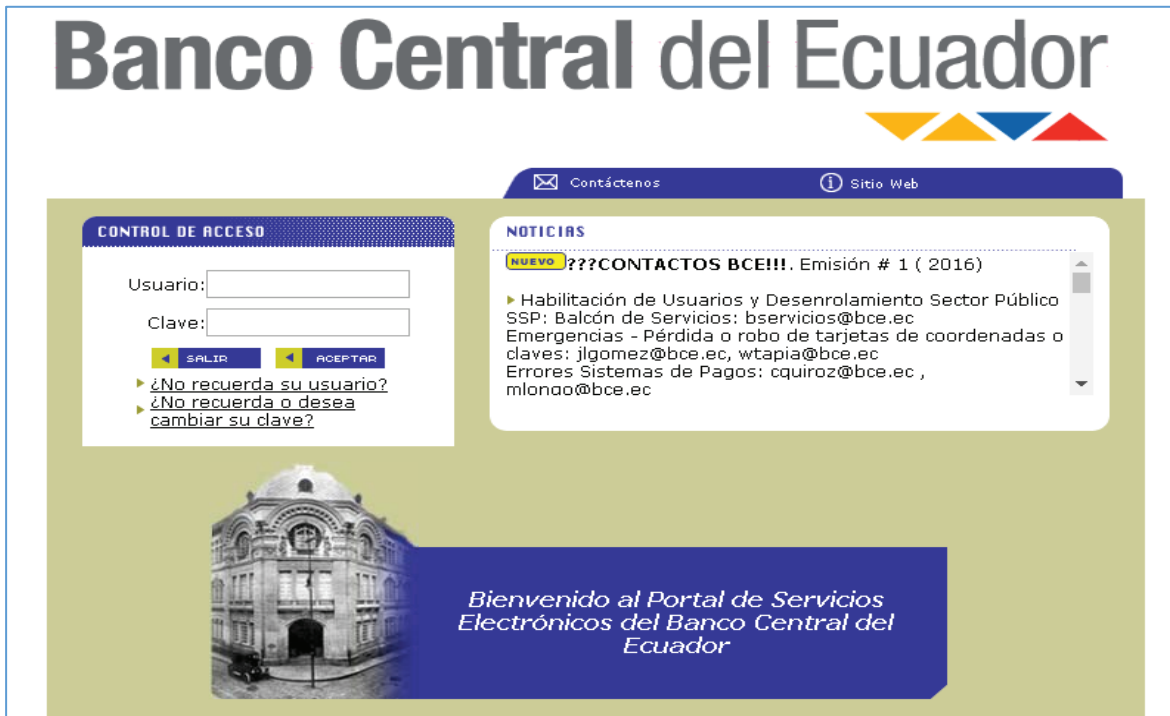 Banco Central del Ecuador
Contáctenos
Sitio Web
CONTROL DE ACCESO
Usuario:
Clave:
SALIR
ACEPTAR
¿No recuerda su usuario?
¿No recuerda o desea
cambiar su clave?
NOTICIAS
NUEVO ???CONTACTOS BCE!!!. Emisión # 1 ( 2016)
Habilitación de Usuarios y Desenrolamiento Sector Público
SSP: Balcón de Servicios: bservicios@bce.ec
Emergencias - Pérdida o robo de tarjetas de coordenadas o
claves: jlgomez@bce.ec, wtapia@bce.ec
Errores Sistemas de Pagos: cquiroz@bce.ec ,
mlongo@bce.ec
Bienvenido al Portal de Servicios
Electrónicos del Banco Central del
Ecuador